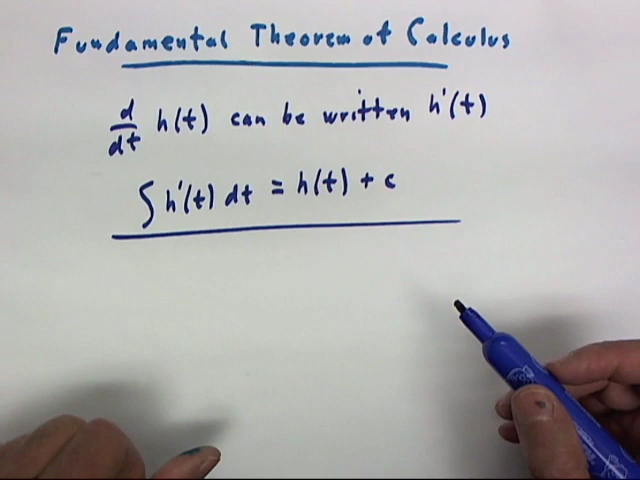 Fundamental Theorem of Calculus
d/dt h(t) can be written h'(t)
∫ h'(t) dt = h(t) + c